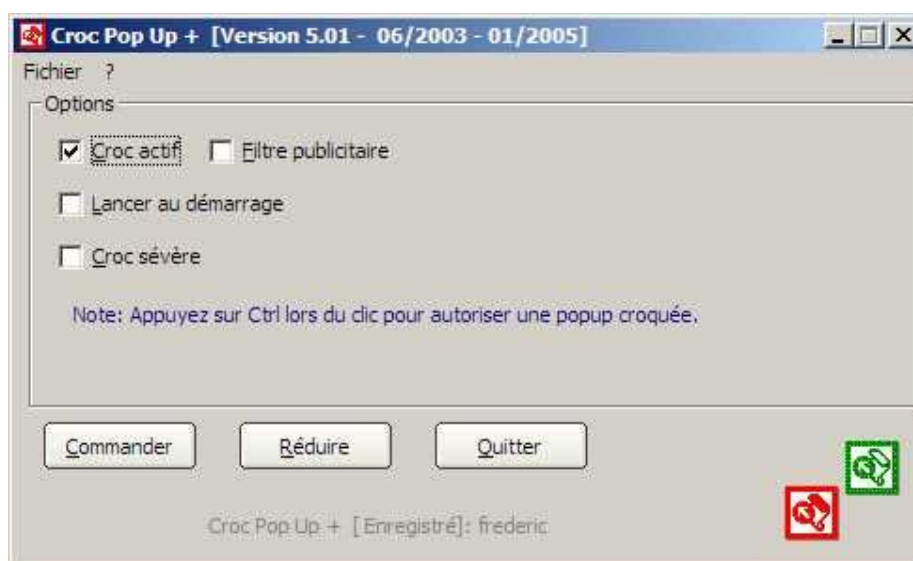 Croc Pop Up + [Version 5.01 - 06/2003 - 01/2005]
Fichier ?
Options
Croc actif Filtre publicitaire
Lancer au démarrage
Croc sévère
Note: Appuyez sur Ctrl lors du clic pour autoriser une popup croquée.
Commander Réduire Quitter
Croc Pop Up + [Enregistré]: frederic